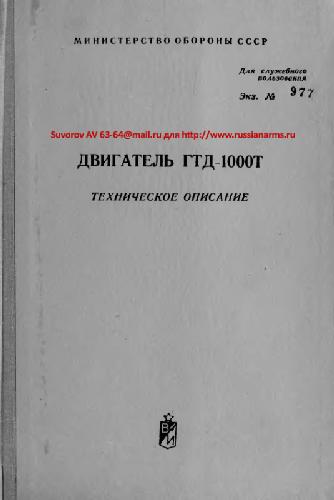 МИНИСТЕРСТВО ОБОРОНЫ СССР
Для служебного
пользования
Экз. № 977
Suvorov AV 63-64@mail.ru для http://www.russianarms.ru
ДВИГАТЕЛЬ ГТД-1000Т
ТЕХНИЧЕСКОЕ ОПИСАНИЕ
В И